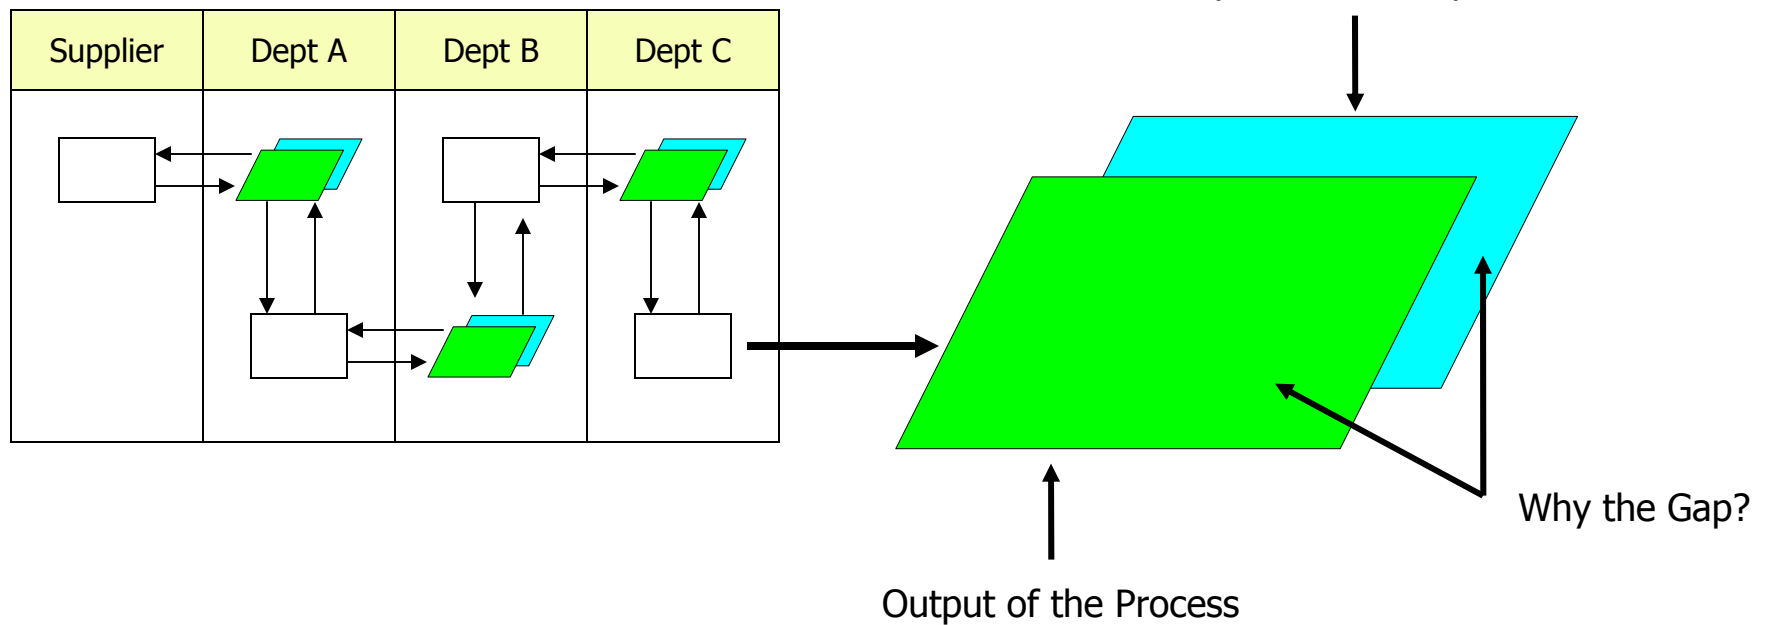 Supplier
Dept A
Dept B
Dept C
Why the Gap?
Output of the Process